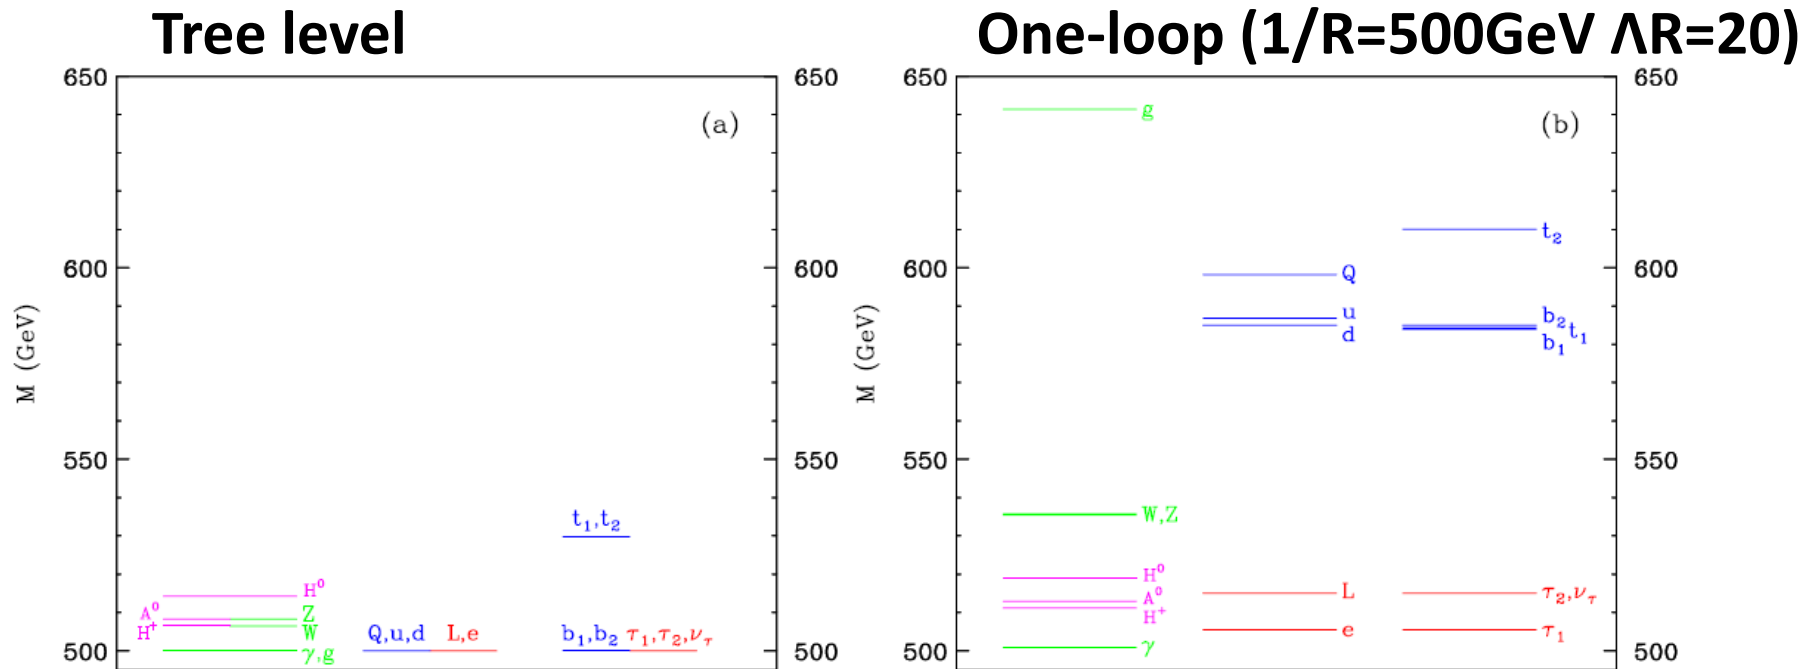 Tree level
One-loop (1/R=500GeV ΛR=20)
650
600
550
500
M (GeV)
(a)
t₁,t₂
H⁰
A⁰
Z
H⁺
W
γ,g
Q,u,d
L,e
b₁,b₂
τ₁,τ₂,ντ
650
600
550
500
650
600
550
500
M (GeV)
(b)
g
t₂
Q
u
d
b₂
t₁
b₁
W,Z
H⁰
A⁰
H⁺
L
τ₂,ντ
e
τ₁
γ
650
600
550
500